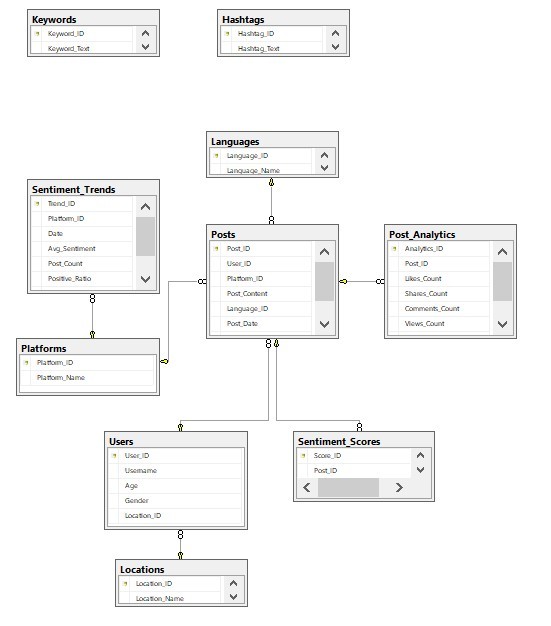 Keywords
Keyword_ID
Keyword_Text
Hashtags
Hashtag_ID
Hashtag_Text
Languages
Language_ID
Language_Name
Sentiment_Trends
Trend_ID
Platform_ID
Date
Avg_Sentiment
Post_Count
Positive_Ratio
Posts
Post_ID
User_ID
Platform_ID
Post_Content
Language_ID
Post_Date
Post_Analytics
Analytics_ID
Post_ID
Likes_Count
Shares_Count
Comments_Count
Views_Count
Platforms
Platform_ID
Platform_Name
Users
User_ID
Username
Age
Gender
Location_ID
Sentiment_Scores
Score_ID
Post_ID
Locations
Location_ID
Location_Name